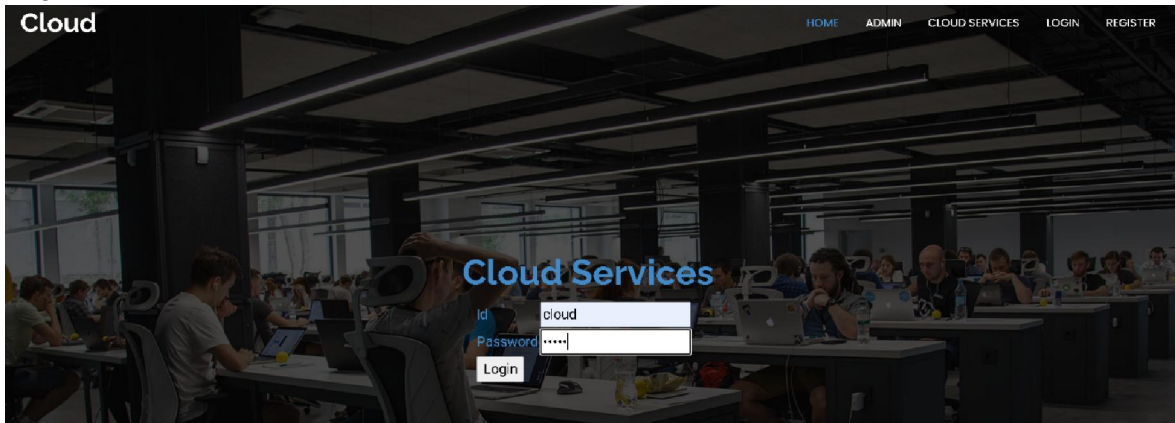 Cloud
HOME ADMIN CLOUD SERVICES LOGIN REGISTER
Cloud Services
Id cloud
Password •••••
Login